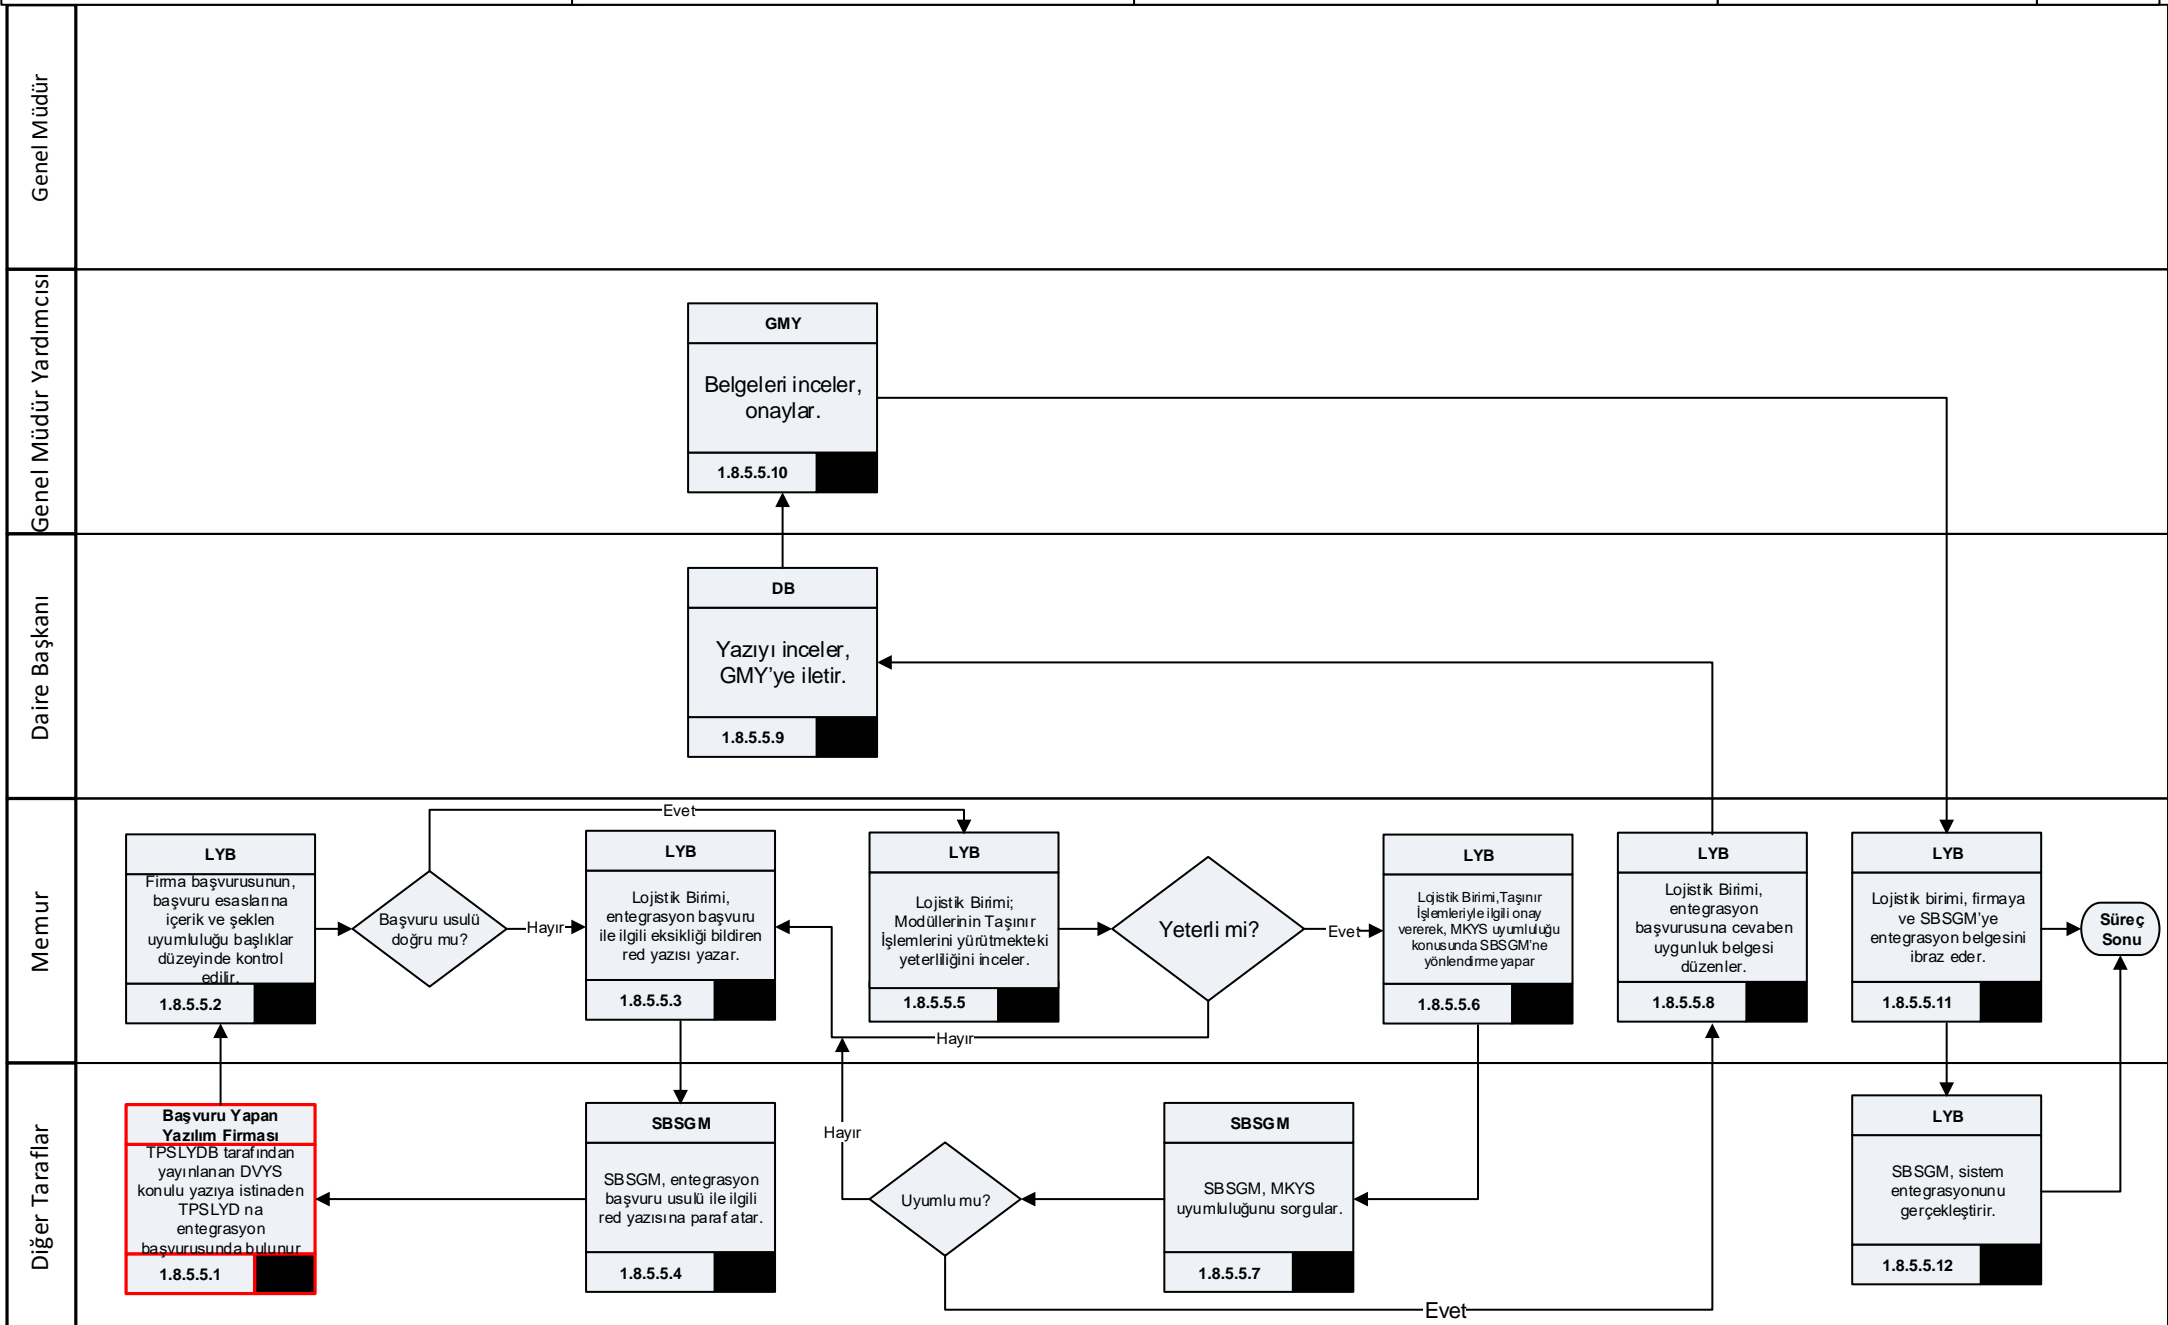 Genel Müdür
Genel Müdür Yardımcısı
GMY
Belgeleri inceler,
onaylar.
1.8.5.5.10
Daire Başkanı
DB
Yazıyı inceler,
GMY'ye iletir.
1.8.5.5.9
Memur
LYB
Firma başvurusunun,
başvuru esaslarına
içerik ve şeklen
uyumluluğu başlıklar
düzeyinde kontrol
edilir.
1.8.5.5.2
Başvuru usulü
doğru mu?
Evet
Hayır
LYB
Lojistik Birimi,
entegrasyon başvuru
ile ilgili eksikliği bildiren
red yazısı yazar.
1.8.5.5.3
LYB
Lojistik Birimi;
Modüllerinin Taşınır
İşlemlerini yürütmekteki
yeterliliğini inceler.
1.8.5.5.5
Yeterli mi?
Evet
Hayır
LYB
Lojistik Birimi,Taşınır
İşlemleriyle ilgili onay
vererek, MKYS uyumluluğu
konusunda SBSGM'ne
yönlendirme yapar
1.8.5.5.6
LYB
Lojistik Birimi,
entegrasyon
başvurusuna cevaben
uygunluk belgesi
düzenler.
1.8.5.5.8
LYB
Lojistik birimi, firmaya
ve SBSGM'ye
entegrasyon belgesini
ibraz eder.
1.8.5.5.11
Süreç
Sonu
Diğer Taraflar
Başvuru Yapan
Yazılım Firması
TPSLYDB tarafından
yayınlanan DVYS
konulu yazıya istinaden
TPSLYD na
entegrasyon
başvurusunda bulunur
1.8.5.5.1
SBSGM
SBSGM, entegrasyon
başvuru usulü ile ilgili
red yazısına paraf atar.
1.8.5.5.4
Hayır
Uyumlu mu?
Evet
SBSGM
SBSGM, MKYS
uyumluluğunu sorgular.
1.8.5.5.7
LYB
SBSGM, sistem
entegrasyonunu
gerçekleştirir.
1.8.5.5.12